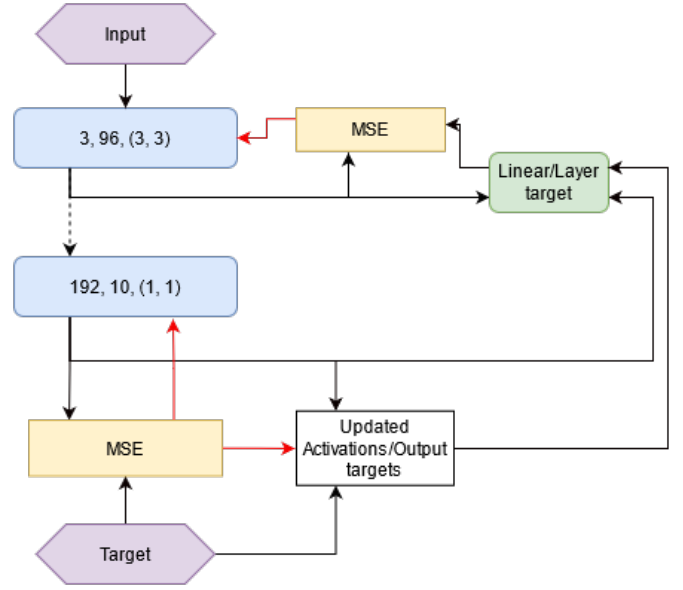 Input
3, 96, (3, 3)
MSE
Linear/Layer
target
192, 10, (1, 1)
MSE
Updated
Activations/Output
targets
Target